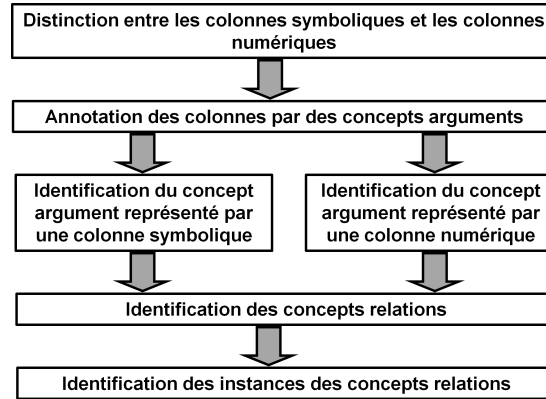 Distinction entre les colonnes symboliques et les colonnes
numériques
Annotation des colonnes par des concepts arguments
Identification du concept
argument représenté par
une colonne symbolique
Identification du concept
argument représenté par
une colonne numérique
Identification des concepts relations
Identification des instances des concepts relations